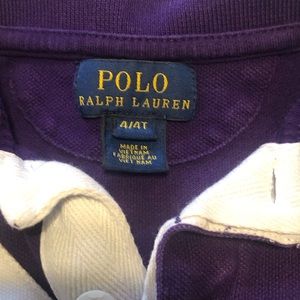 POLO
RALPH LAUREN
4/4T
MADE IN
VIETNAM
FABRIQUE AU
VIET NAM